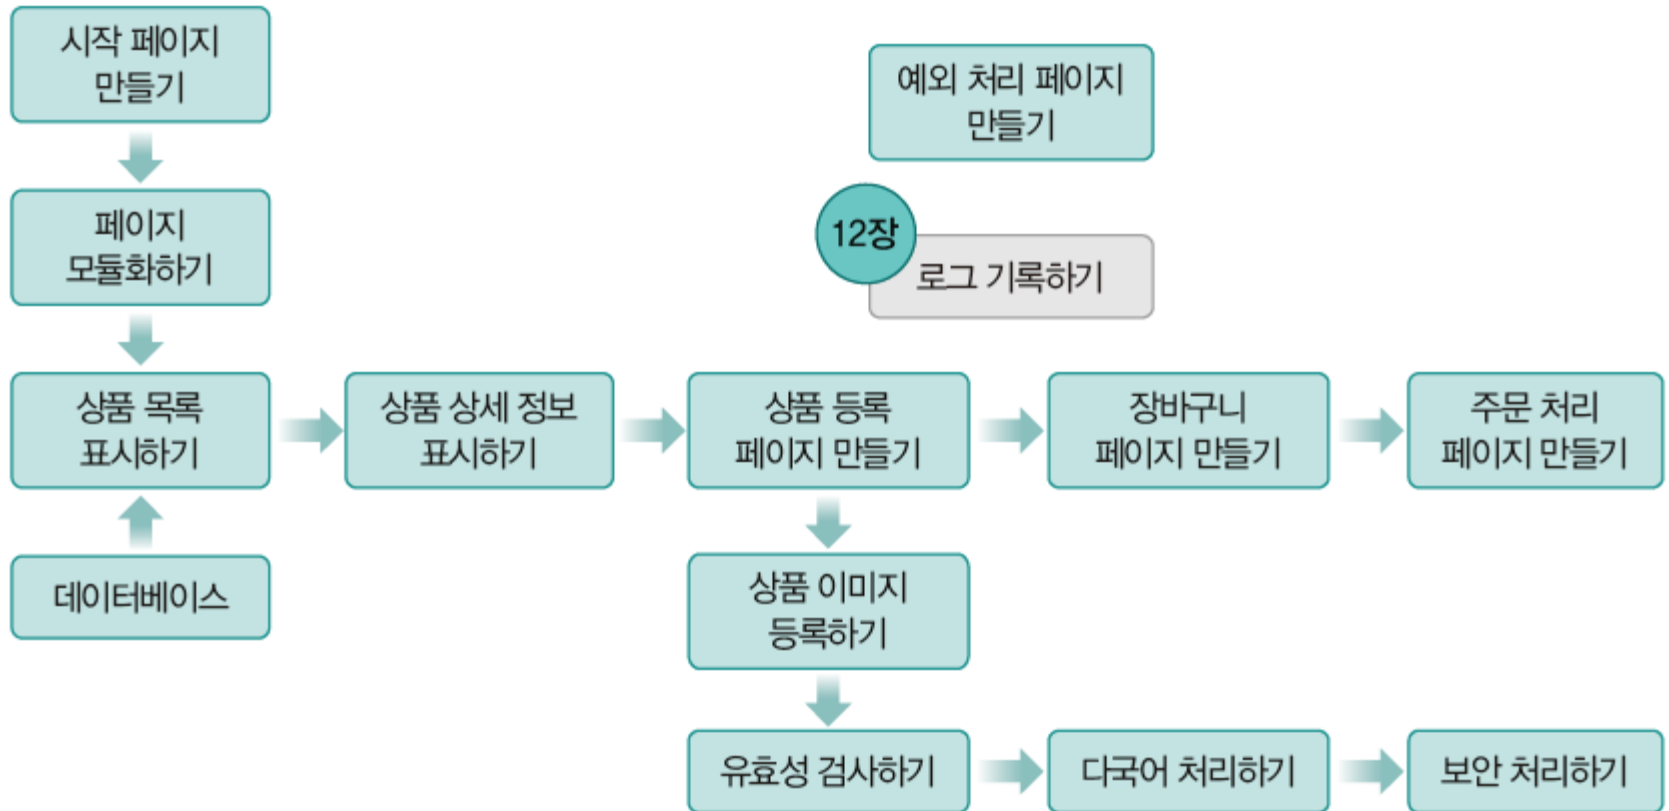 시작 페이지
만들기
예외 처리 페이지
만들기
페이지
모듈화하기
12장
로그 기록하기
상품 목록
표시하기
상품 상세 정보
표시하기
상품 등록
페이지 만들기
장바구니
페이지 만들기
주문 처리
페이지 만들기
데이터베이스
상품 이미지
등록하기
유효성 검사하기
다국어 처리하기
보안 처리하기